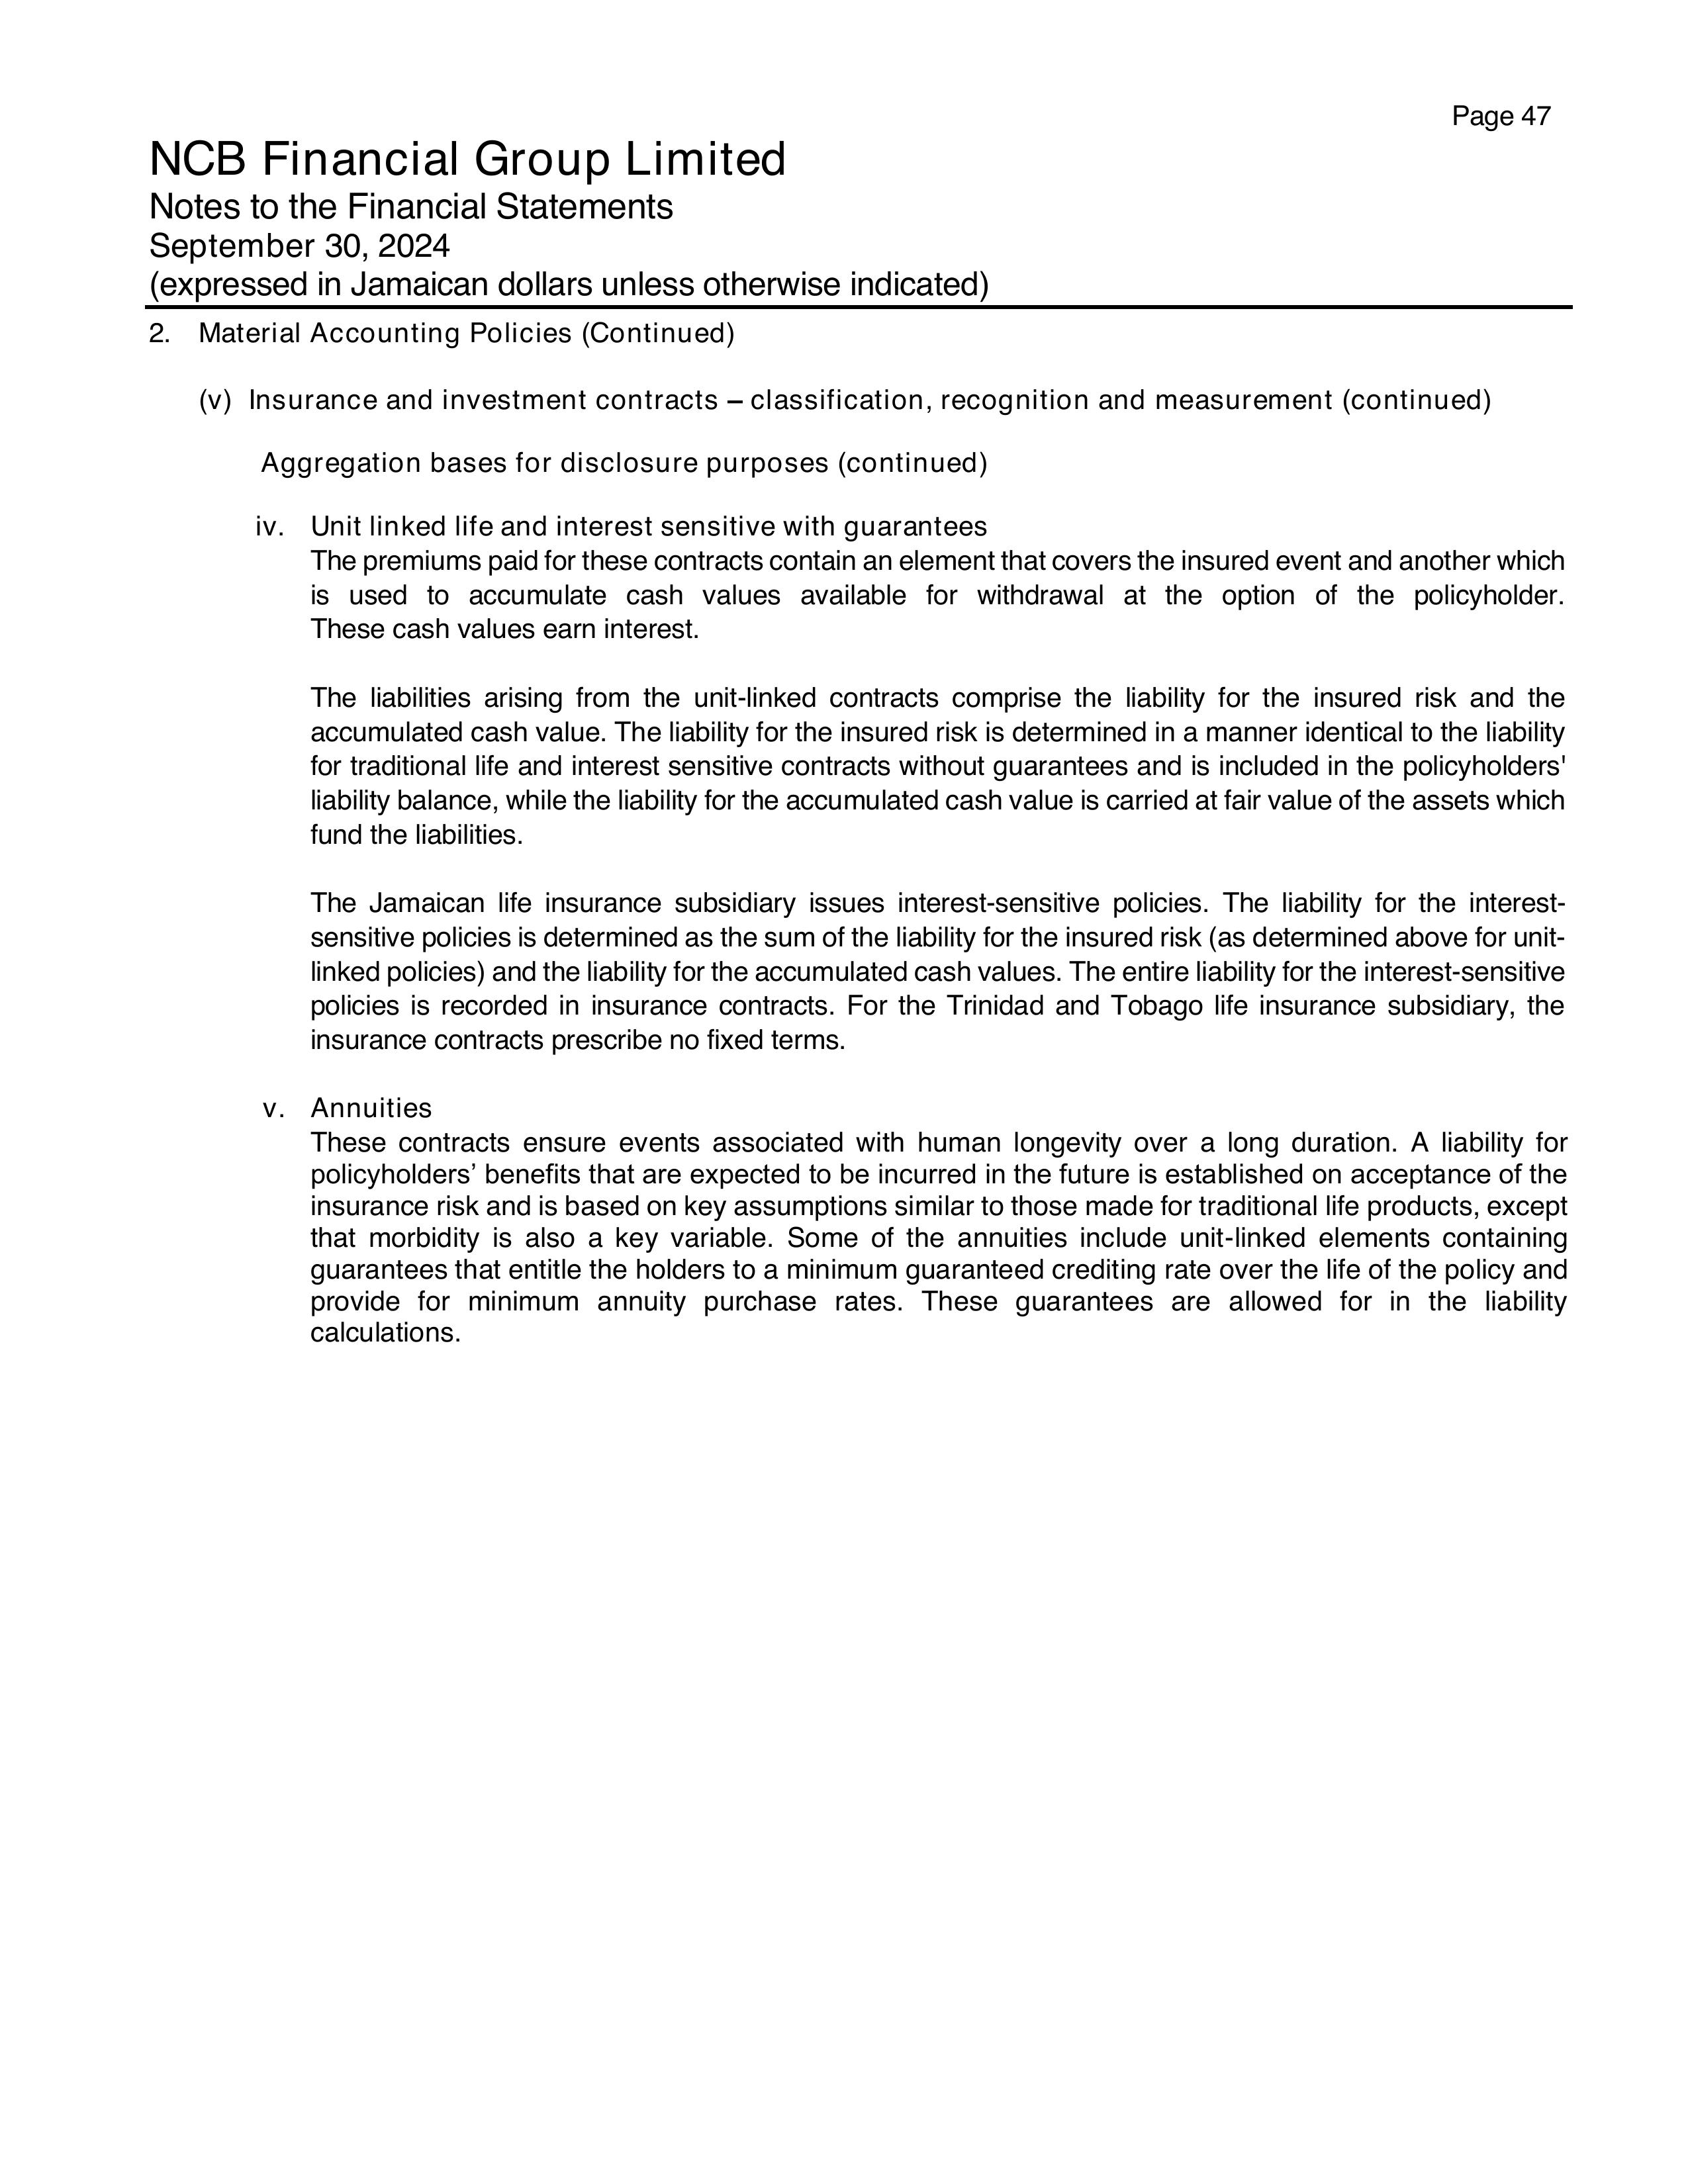 Page 47
NCB Financial Group Limited
Notes to the Financial Statements
September 30, 2024
(expressed in Jamaican dollars unless otherwise indicated)
2. Material Accounting Policies (Continued)
(v) Insurance and investment contracts – classification, recognition and measurement (continued)
Aggregation bases for disclosure purposes (continued)
iv. Unit linked life and interest sensitive with guarantees
The premiums paid for these contracts contain an element that covers the insured event and another which
is used to accumulate cash values available for withdrawal at the option of the policyholder.
These cash values earn interest.
The liabilities arising from the unit-linked contracts comprise the liability for the insured risk and the
accumulated cash value. The liability for the insured risk is determined in a manner identical to the liability
for traditional life and interest sensitive contracts without guarantees and is included in the policyholders'
liability balance, while the liability for the accumulated cash value is carried at fair value of the assets which
fund the liabilities.
The Jamaican life insurance subsidiary issues interest-sensitive policies. The liability for the interest-
sensitive policies is determined as the sum of the liability for the insured risk (as determined above for unit-
linked policies) and the liability for the accumulated cash values. The entire liability for the interest-sensitive
policies is recorded in insurance contracts. For the Trinidad and Tobago life insurance subsidiary, the
insurance contracts prescribe no fixed terms.
v. Annuities
These contracts ensure events associated with human longevity over a long duration. A liability for
policyholders’ benefits that are expected to be incurred in the future is established on acceptance of the
insurance risk and is based on key assumptions similar to those made for traditional life products, except
that morbidity is also a key variable. Some of the annuities include unit-linked elements containing
guarantees that entitle the holders to a minimum guaranteed crediting rate over the life of the policy and
provide for minimum annuity purchase rates. These guarantees are allowed for in the liability
calculations.